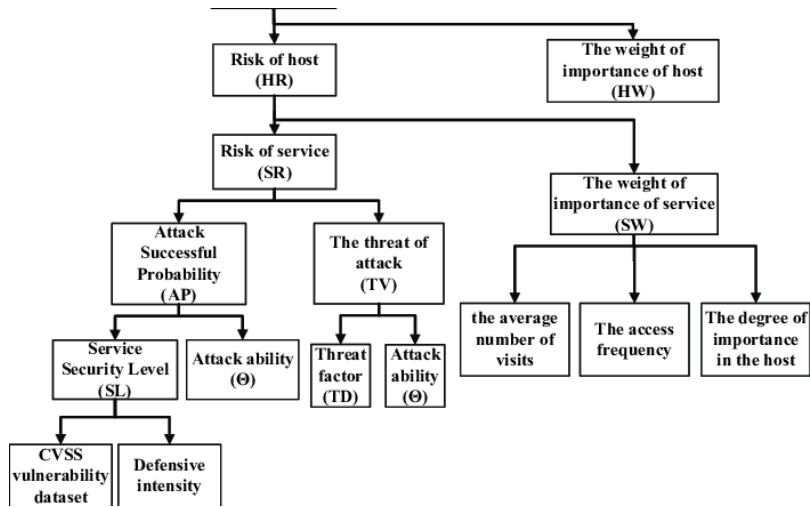 Risk of host
(HR)
The weight of
importance of host
(HW)
Risk of service
(SR)
The weight of
importance of service
(SW)
Attack
Successful
Probability
(AP)
The threat of
attack
(TV)
the average
number of
visits
The access
frequency
The degree of
importance
in the host
Service
Security Level
(SL)
Attack ability
(Θ)
Threat
factor
(TD)
Attack
ability
(Θ)
CVSS
vulnerability
dataset
Defensive
intensity